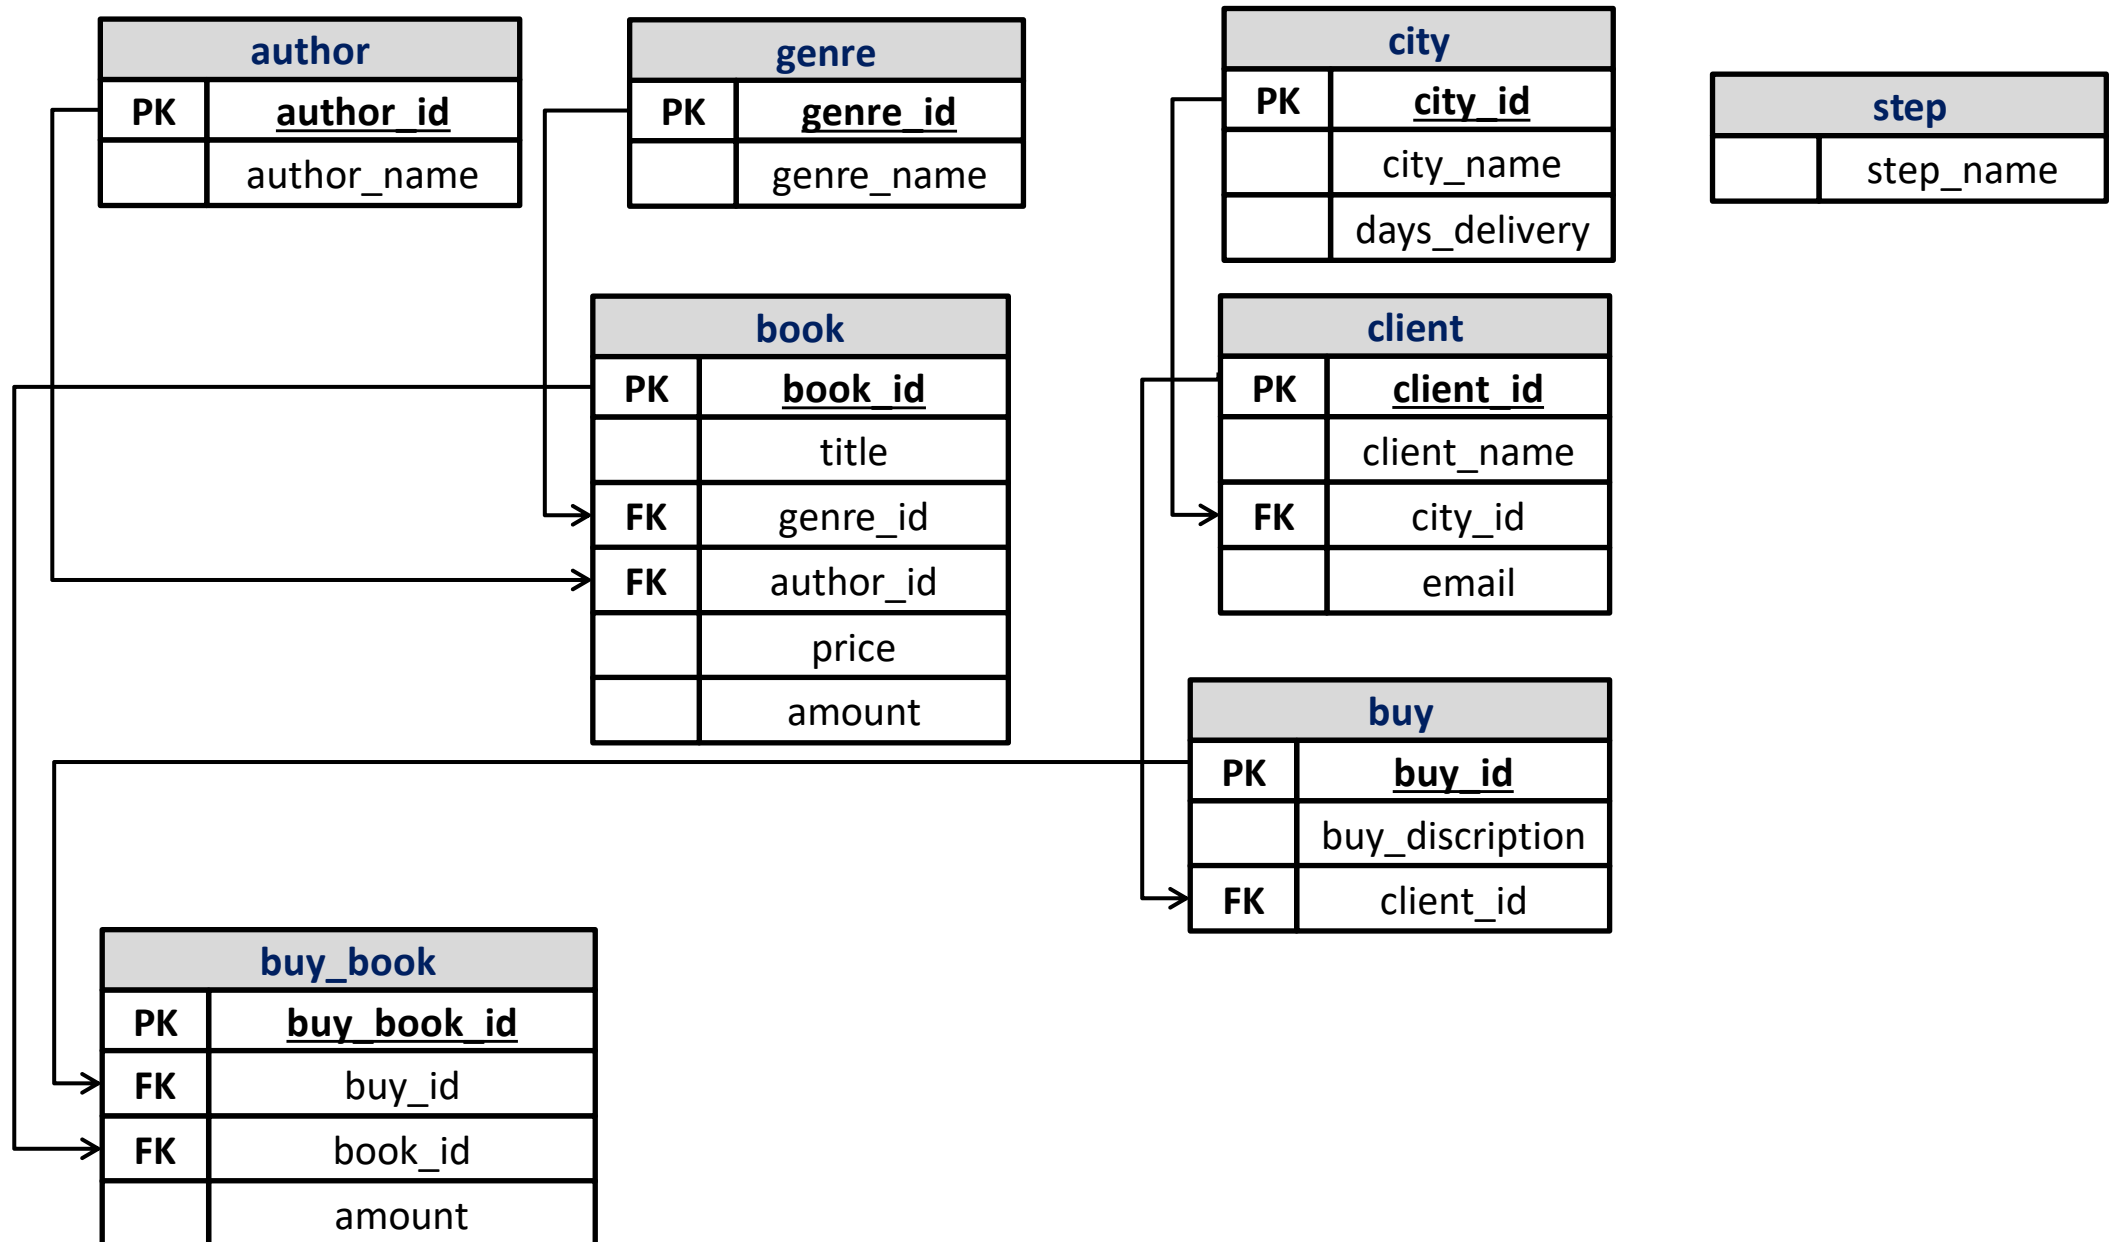 author
PK author_id
author_name
genre
PK genre_id
genre_name
city
PK city_id
city_name
days_delivery
step
step_name
book
PK book_id
title
FK genre_id
FK author_id
price
amount
client
PK client_id
client_name
FK city_id
email
buy
PK buy_id
buy_discription
FK client_id
buy_book
PK buy_book_id
FK buy_id
FK book_id
amount